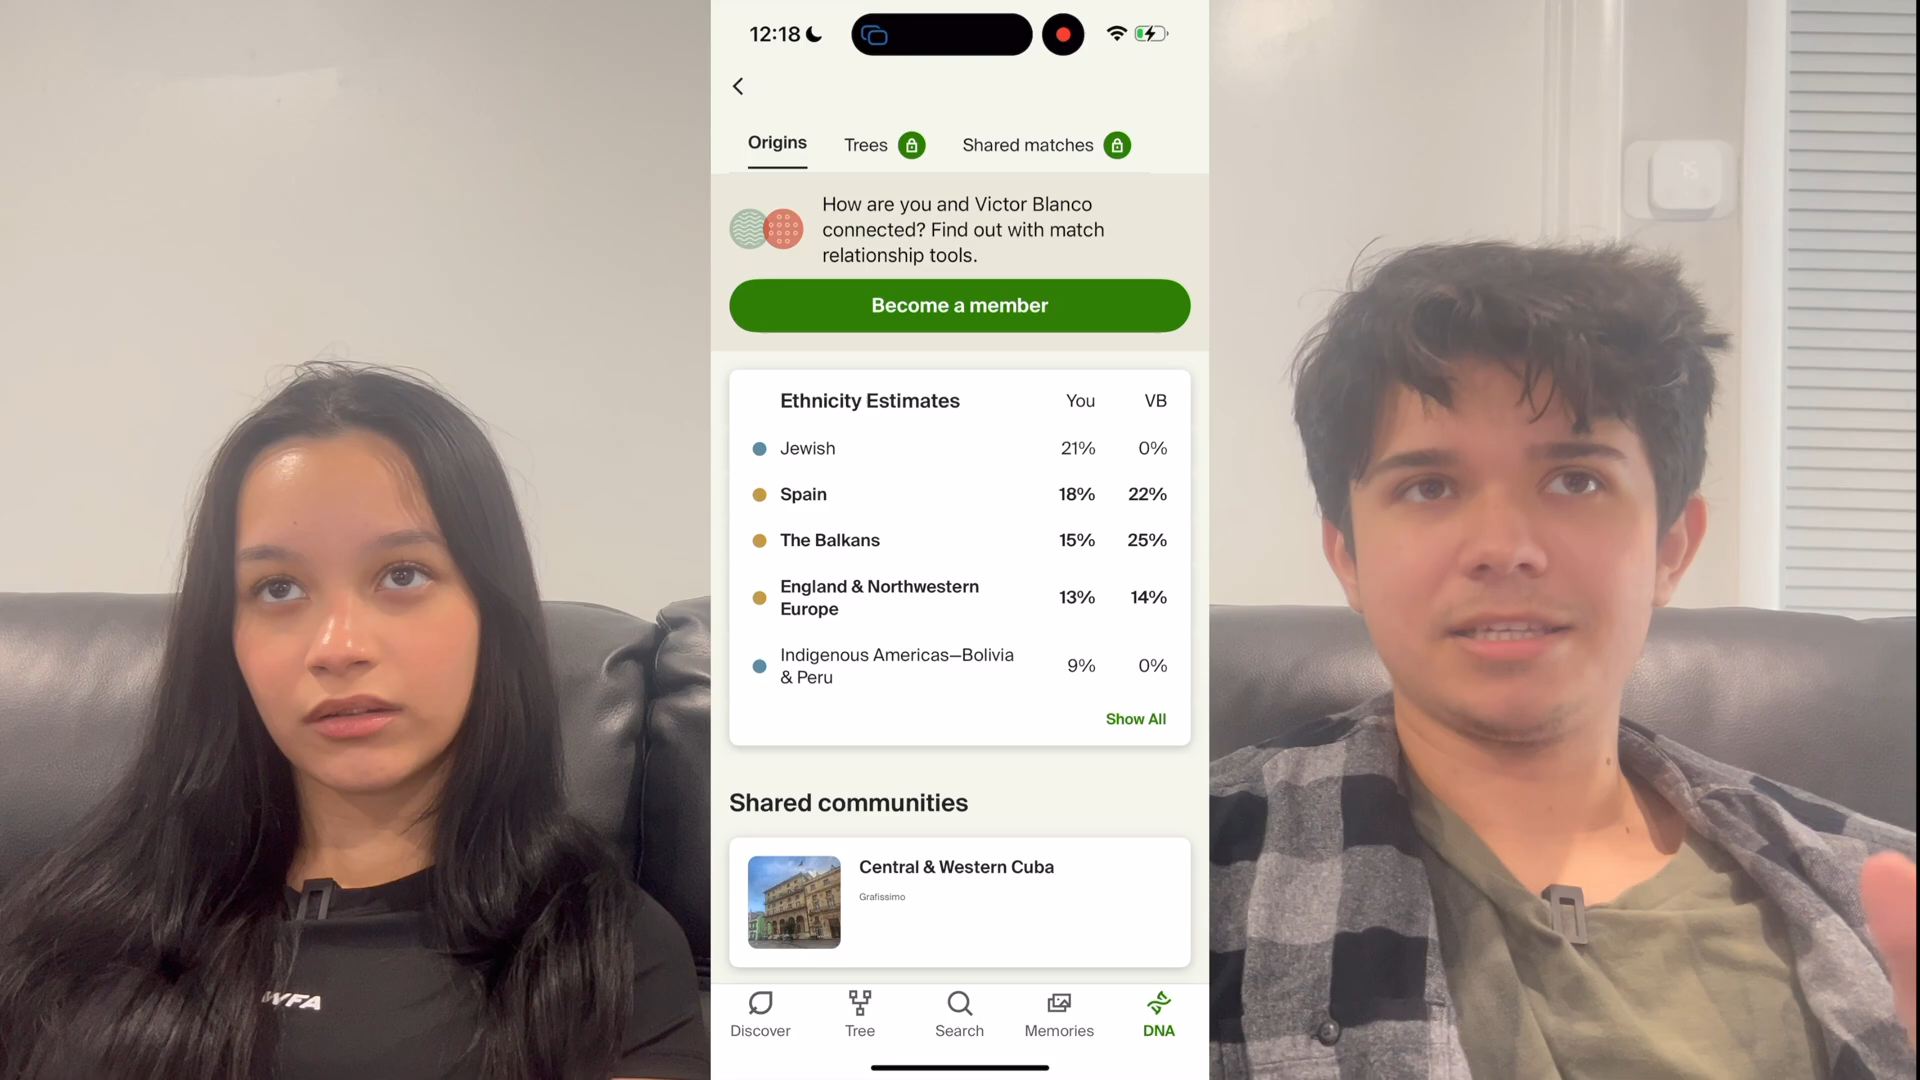 12:18
Origins
Trees
Shared matches
How are you and Victor Blanco
connected? Find out with match
relationship tools.
Become a member
Ethnicity Estimates You VB
Jewish 21% 0%
Spain 18% 22%
The Balkans 15% 25%
England & Northwestern
Europe 13% 14%
Indigenous Americas—Bolivia
& Peru 9% 0%
Show All
Shared communities
Central & Western Cuba
Grafissimo
Discover Tree Search Memories DNA